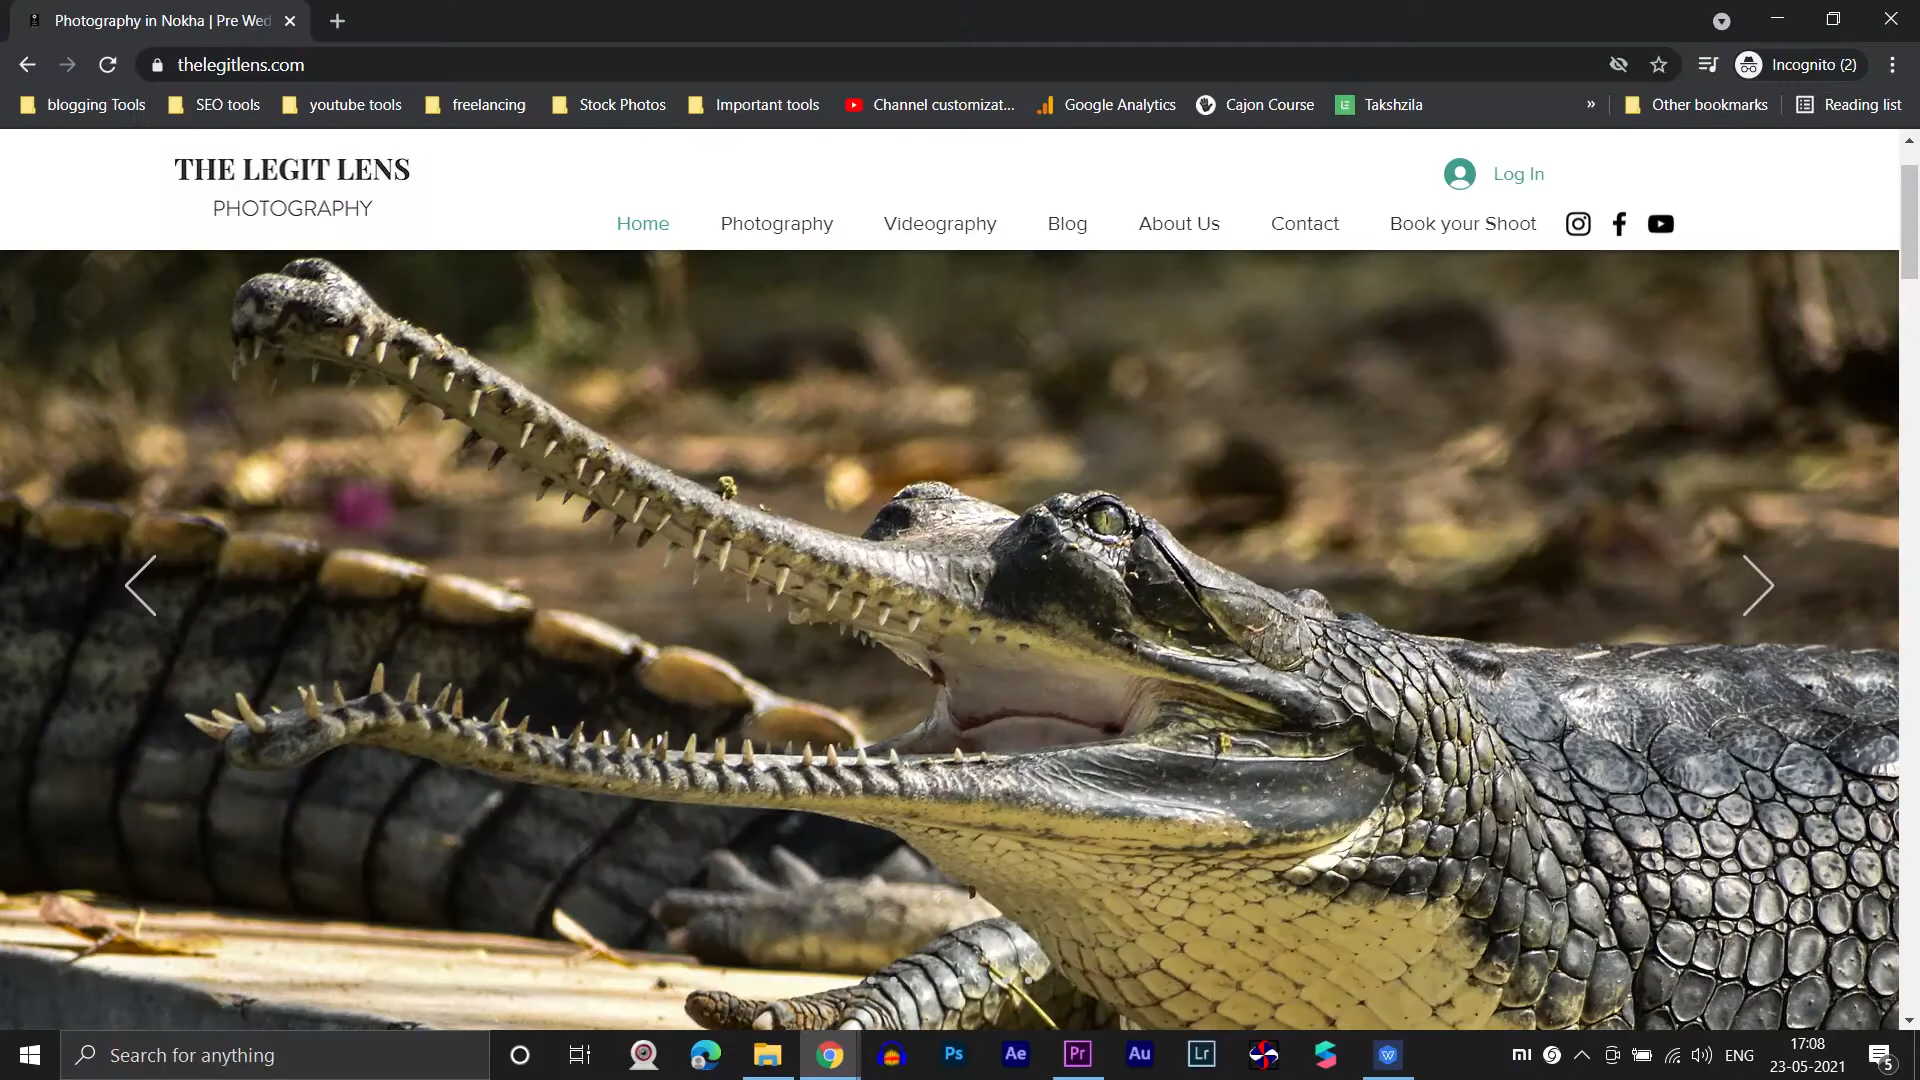 Photography in Nokha | Pre Wed
thelegitlens.com
Incognito (2)
blogging Tools
SEO tools
youtube tools
freelancing
Stock Photos
Important tools
Channel customizat...
Google Analytics
Cajon Course
LE
Takshzila
»
Other bookmarks
Reading list
THE LEGIT LENS
PHOTOGRAPHY
Log In
Home
Photography
Videography
Blog
About Us
Contact
Book your Shoot
Search for anything
Ps
Ae
Pr
Au
Lr
mi
ENG
17:08
23-05-2021
5